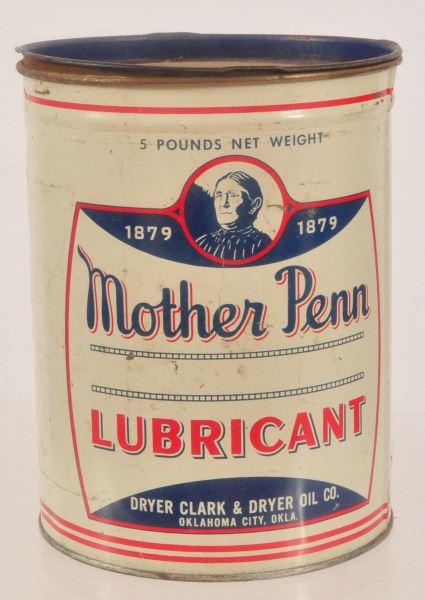 5 POUNDS NET WEIGHT
1879 1879
Mother Penn
LUBRICANT
DRYER CLARK & DRYER OIL CO.
OKLAHOMA CITY, OKLA.